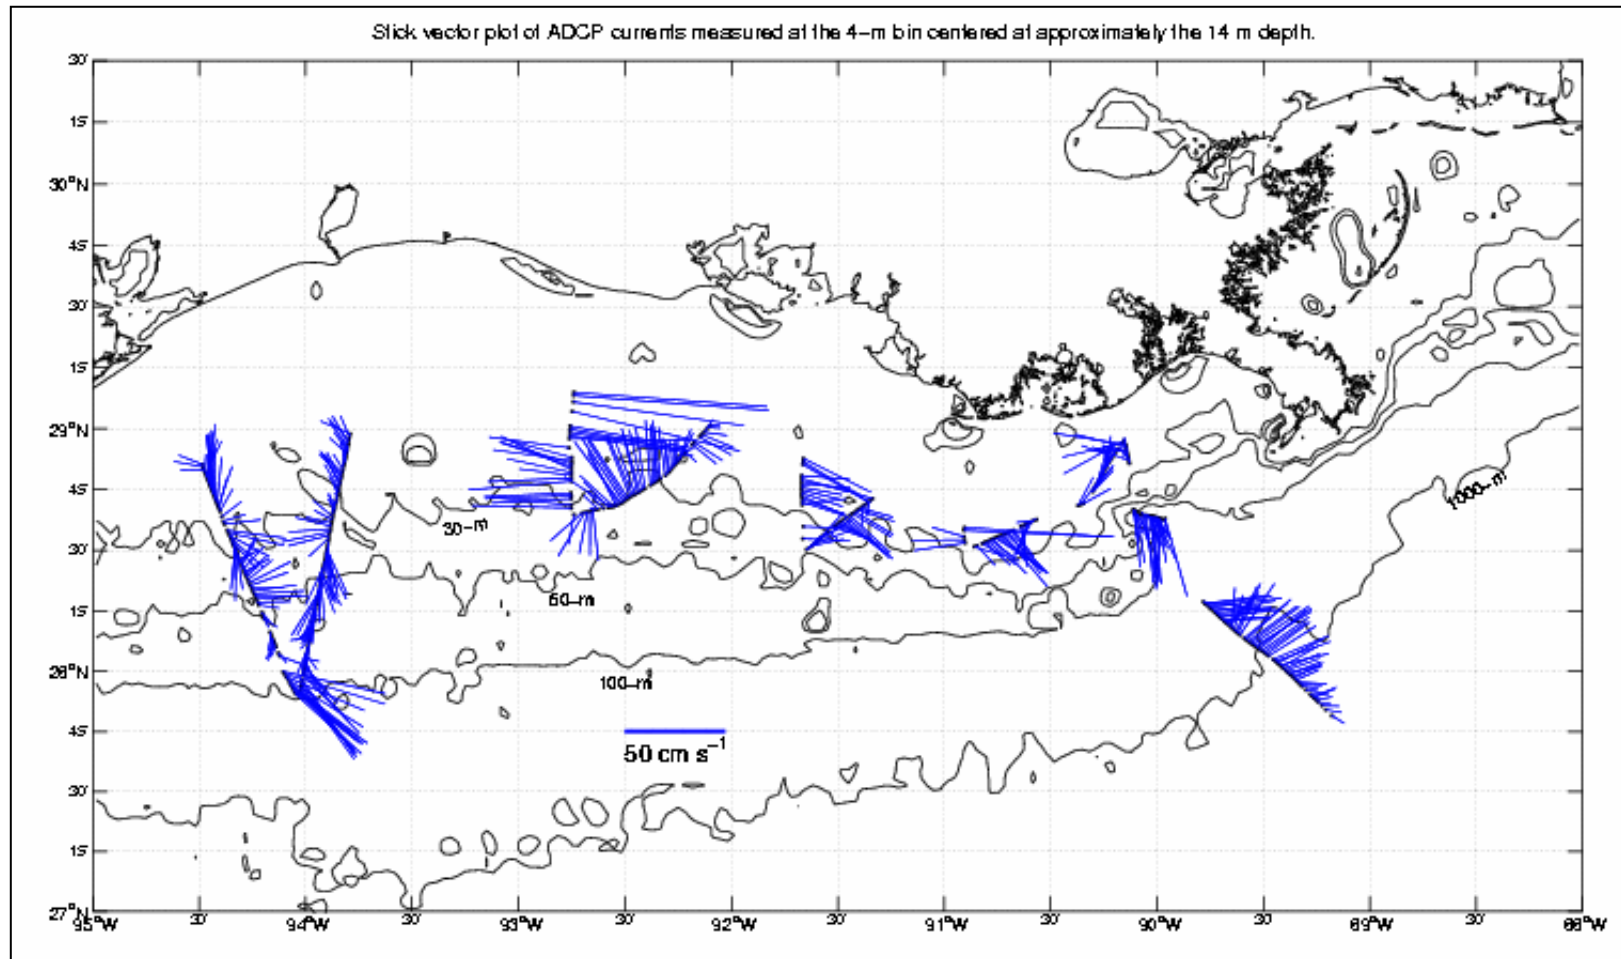 Stick vector plot of ADCP currents measured at the 4-m bin centered at approximately the 14 m depth.
30'
15'
30°N
45'
30'
15'
29°N
45'
30'
15'
28°N
45'
30'
15'
27°N
30-m
60-m
100-m
1000-m
50 cm s⁻¹
95°W 30' 94°W 30' 93°W 30' 92°W 30' 91°W 30' 90°W 30' 89°W 30' 88°W